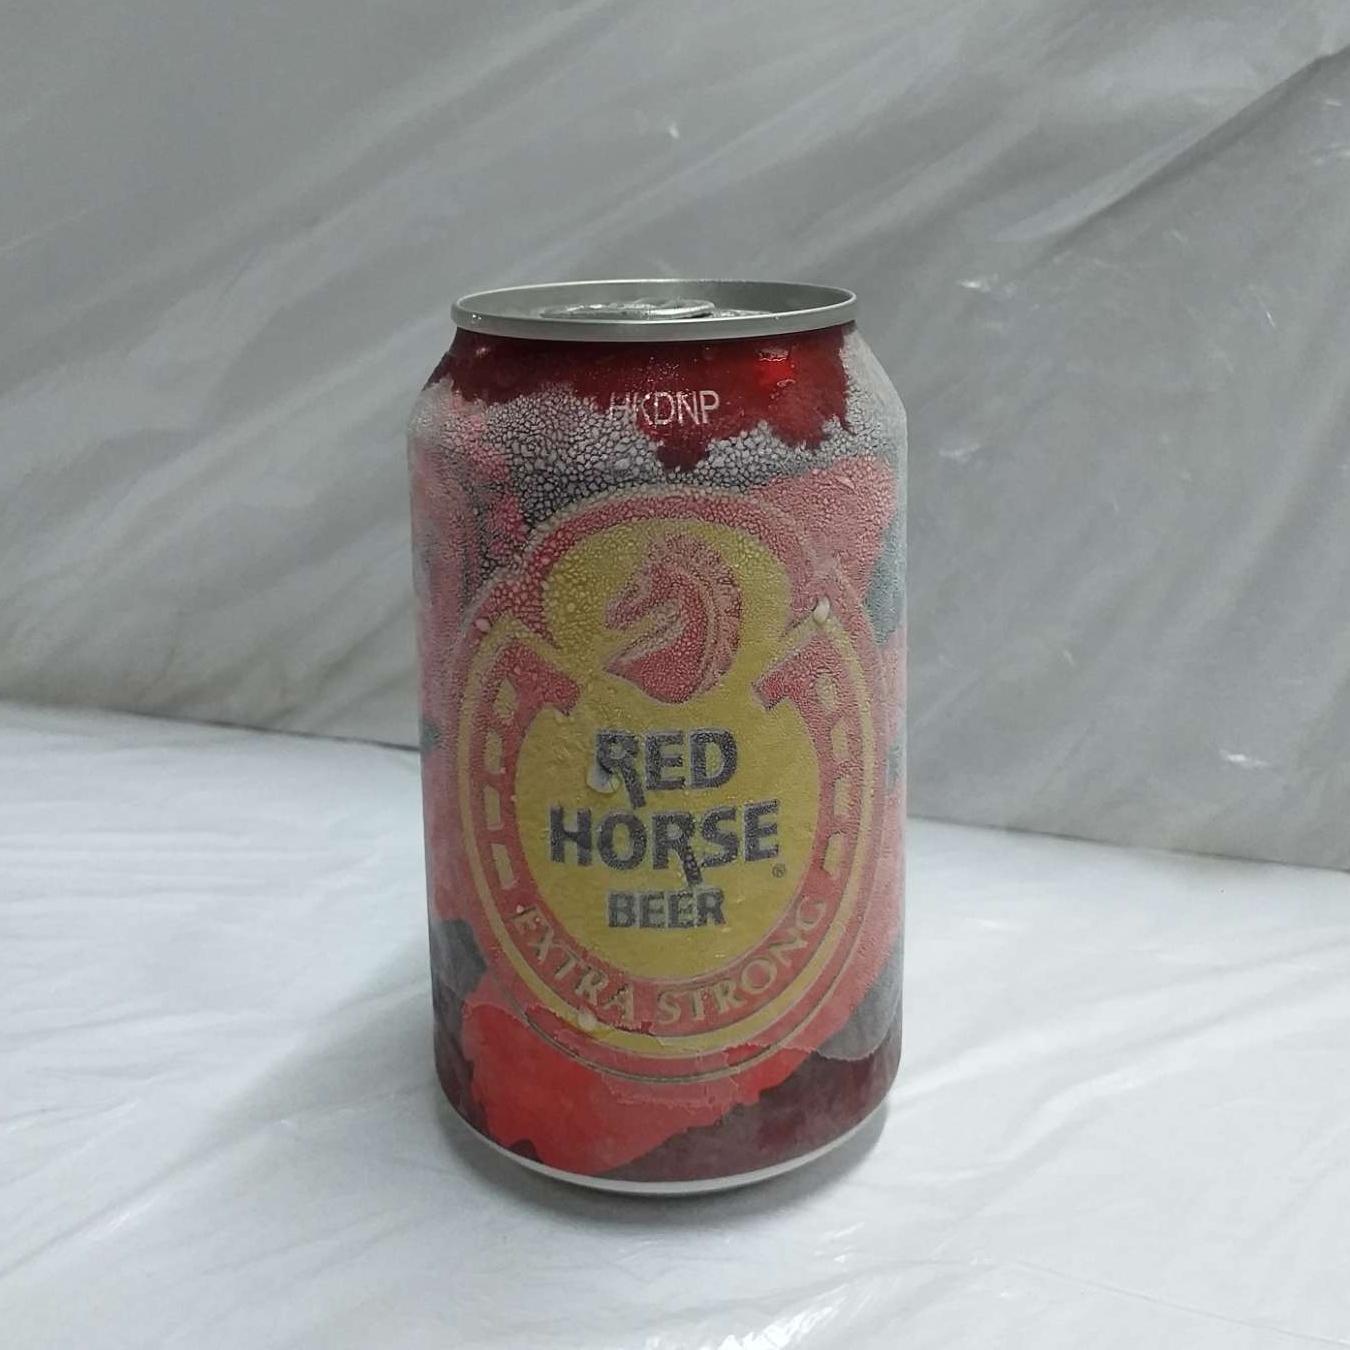 HKDNP
RED
HORSE
®
BEER
EXTRA STRONG